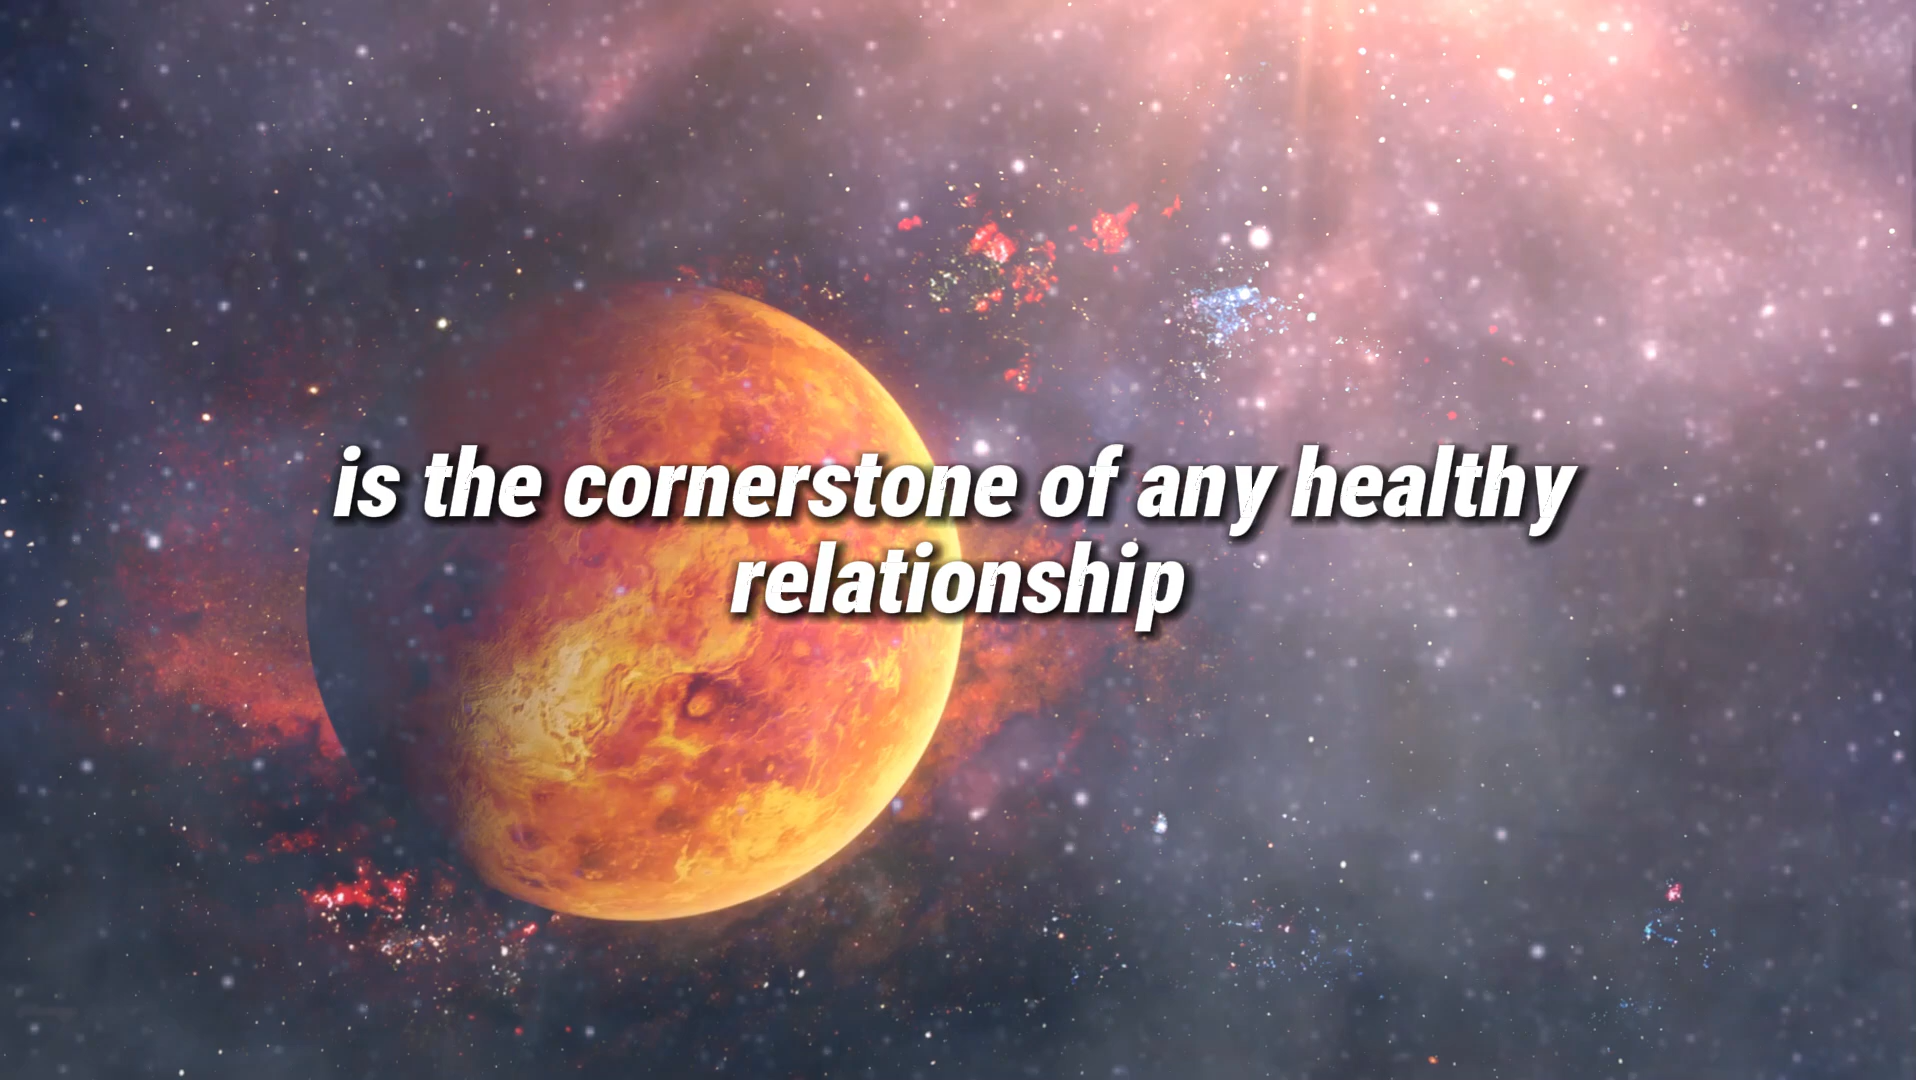 is the cornerstone of any healthy
relationship